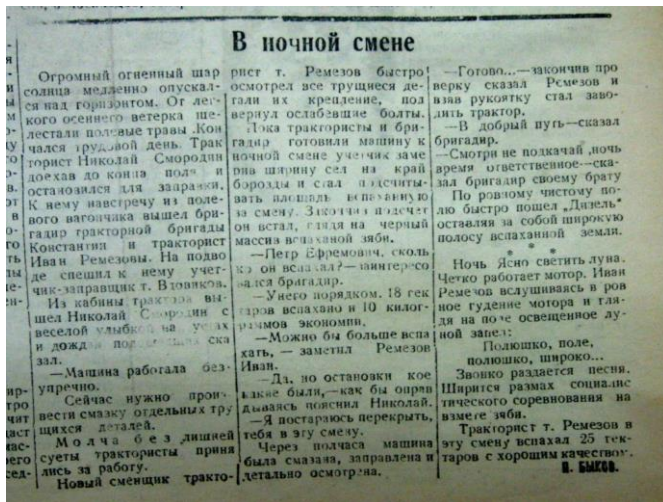 В ночной смене
Огромный огненный шар
солнца медленно опускал-
ся над горизонтом. От лег-
кого осеннего ветерка ше-
лестали полевые травы .Кон
чался трудовой день. Трак
торист Николай Смородин
доехав до конца поля и
остановился для заправки.
К нему навстречу из поле-
вого вагончика вышел бри-
гадир тракторной бригады
Константин и тракторист
Иван Ремезовы. На подво
де спешил к нему учет-
чик-заправщик т. Вдовиков.
Из кабины трактора вы-
шел Николай Смородин с
веселой улыбкой на устах
и дождав ска
зал.
—Машина работала без-
упречно.
Сейчас нужно произ-
вести смазку отдельных тру
щихся деталей.
Молча без лишней
суеты трактористы приня
лись за работу.
Новый сменщик тракто-
рист т. Ремезов быстро
осмотрел все трущиеся де-
гали их крепление, под
вернул ослабевшие болты.
Пока трактористы и бри-
гадир готовили машину к
ночной смене учетчик заме
ряв ширину сел на край
борозды и стал подсчиты-
вать площадь вспаханную
за смену. Закончив подсчет
он встал, глядя на черный
массив вспаханой зяби.
—Петр Ефремович, сколь
ко он вспахал?—заинтересо
вался бригадир.
—Унего порядком. 18 гек
гаров вспахано и 10 килог-
раммов экономии.
—Можно бы больше вспа
хать, — заметил Ремезов
Иван.
—Да, но остановки кое
какие были,—как бы оправ
дываясь пояснил Николай.
—Я постараюсь перекрыть,
тебя в эту смену.
Через полчаса машина
была смазана, заправлена и
детально осмотрена.
—Готово...—закончив про
верку сказал Ремезов и
взяв рукоятку стал заво-
дить трактор.
—В добрый путь—сказал
бригадир.
—Смотри не подкачай ,ночь
время ответственное—ска-
зал бригадир своему брату
По ровному чистому по-
лю быстро пошел „Дизель"
оставляя за собой широкую
полосу вспаханной земли.
* * *
Ночь Ясно светить луна.
Четко работает мотор. Иван
Ремезов вслушиваясь в ров
ное гудение мотора и гля-
дя на поле освещенное лу-
ной запел:
Полюшко, поле,
полюшко, широко...
Звонко раздается песня.
Ширится размах социалис
тического соревнования на
взмете зяби.
Тракторист т. Ремезов в
эту смену вспахал 25 гек-
таров с хорошим качеством.
П. БЫКОВ.